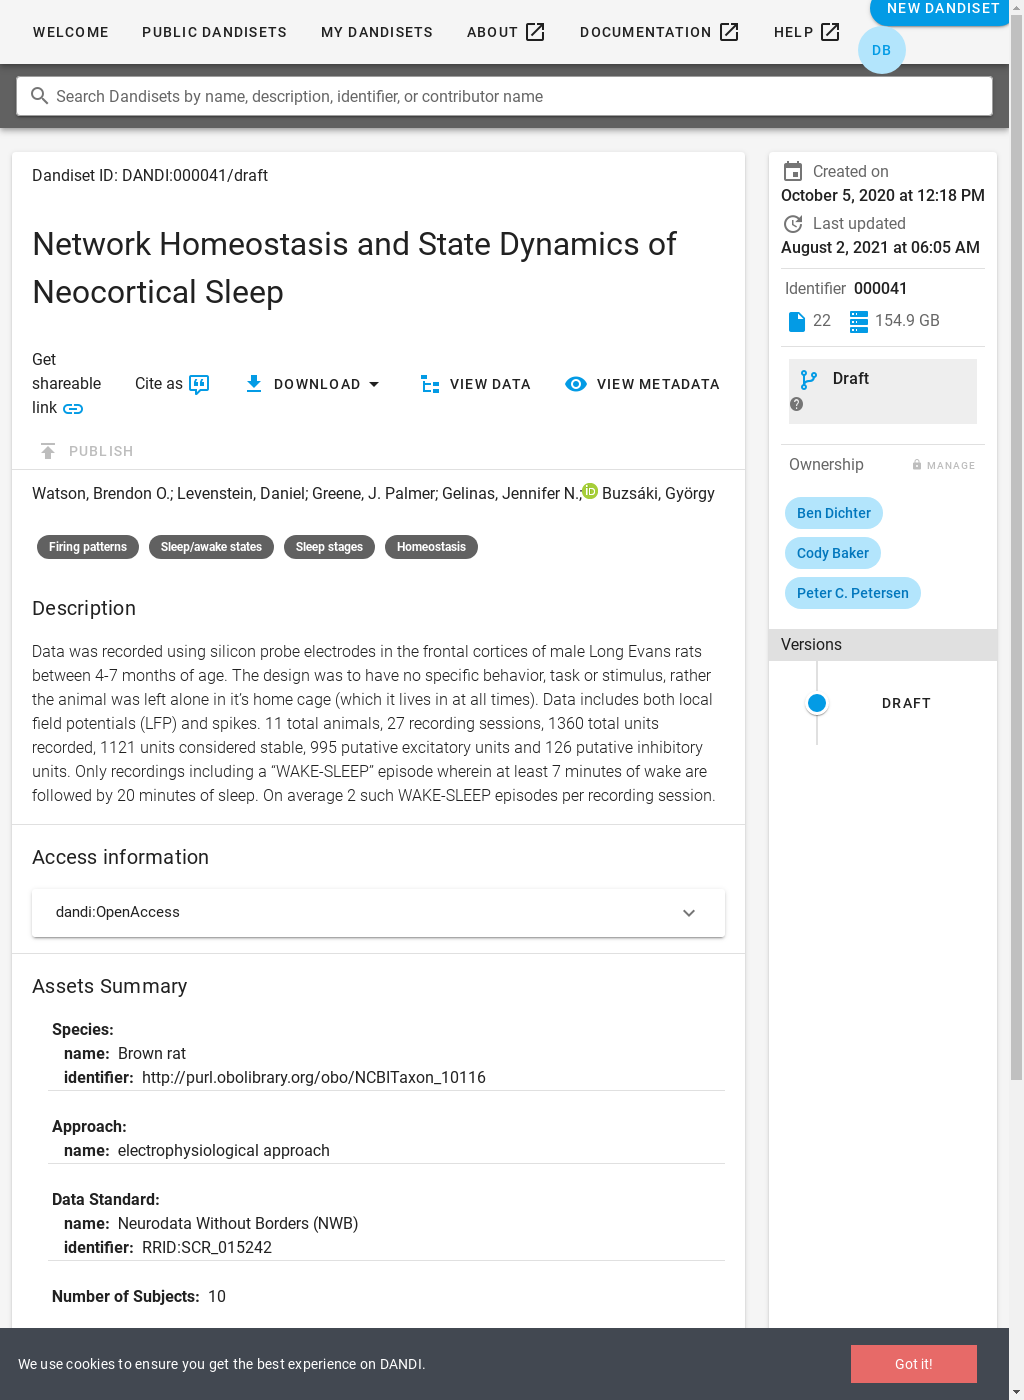 WELCOME PUBLIC DANDISETS MY DANDISETS ABOUT DOCUMENTATION HELP NEW DANDISET
DB
Search Dandisets by name, description, identifier, or contributor name
Dandiset ID: DANDI:000041/draft
Network Homeostasis and State Dynamics of
Neocortical Sleep
Get
shareable
link
Cite as
DOWNLOAD
VIEW DATA
VIEW METADATA
PUBLISH
Watson, Brendon O.; Levenstein, Daniel; Greene, J. Palmer; Gelinas, Jennifer N.; iD Buzsáki, György
Firing patterns Sleep/awake states Sleep stages Homeostasis
Description
Data was recorded using silicon probe electrodes in the frontal cortices of male Long Evans rats
between 4-7 months of age. The design was to have no specific behavior, task or stimulus, rather
the animal was left alone in it’s home cage (which it lives in at all times). Data includes both local
field potentials (LFP) and spikes. 11 total animals, 27 recording sessions, 1360 total units
recorded, 1121 units considered stable, 995 putative excitatory units and 126 putative inhibitory
units. Only recordings including a “WAKE-SLEEP” episode wherein at least 7 minutes of wake are
followed by 20 minutes of sleep. On average 2 such WAKE-SLEEP episodes per recording session.
Access information
dandi:OpenAccess
Assets Summary
Species:
name: Brown rat
identifier: http://purl.obolibrary.org/obo/NCBITaxon_10116
Approach:
name: electrophysiological approach
Data Standard:
name: Neurodata Without Borders (NWB)
identifier: RRID:SCR_015242
Number of Subjects: 10
Created on
October 5, 2020 at 12:18 PM
Last updated
August 2, 2021 at 06:05 AM
Identifier 000041
22 154.9 GB
Draft
?
Ownership MANAGE
Ben Dichter
Cody Baker
Peter C. Petersen
Versions
DRAFT
We use cookies to ensure you get the best experience on DANDI.
Got it!